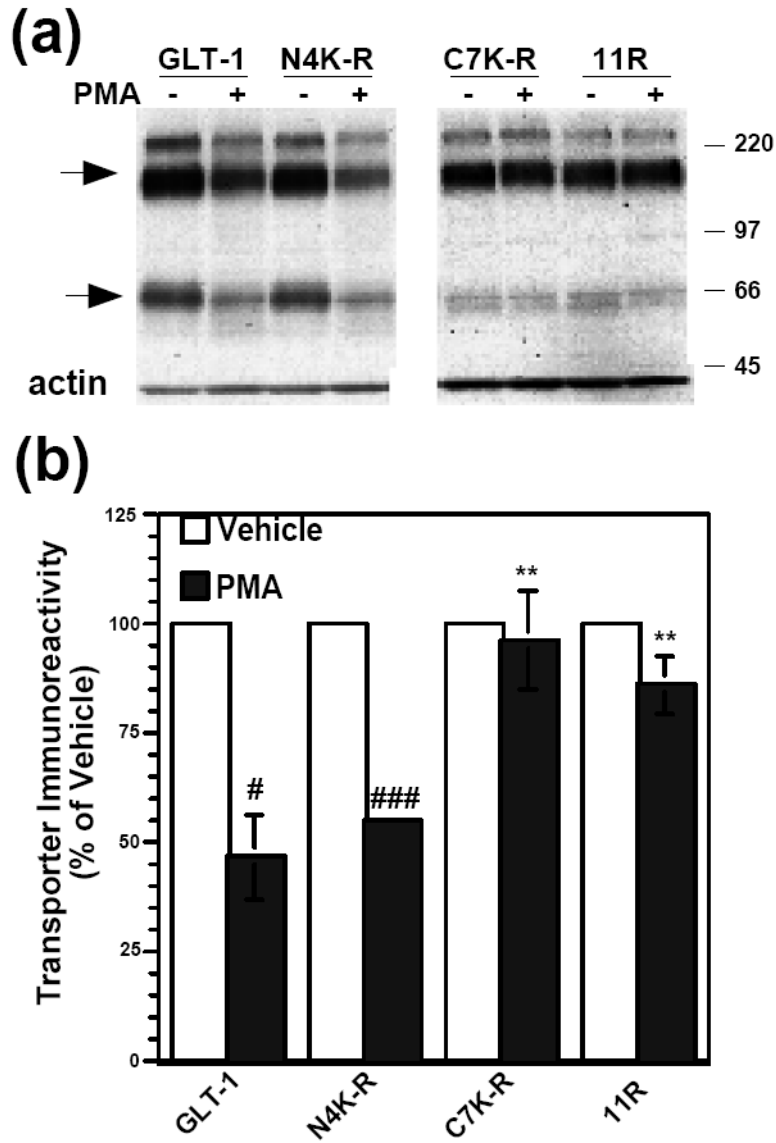 (a)
GLT-1 N4K-R C7K-R 11R
PMA - + - + - + - +
220
97
66
45
actin
(b)
Transporter Immunoreactivity
(% of Vehicle)
125
100
75
50
25
0
Vehicle
PMA
#
###
**
**
GLT-1 N4K-R C7K-R 11R